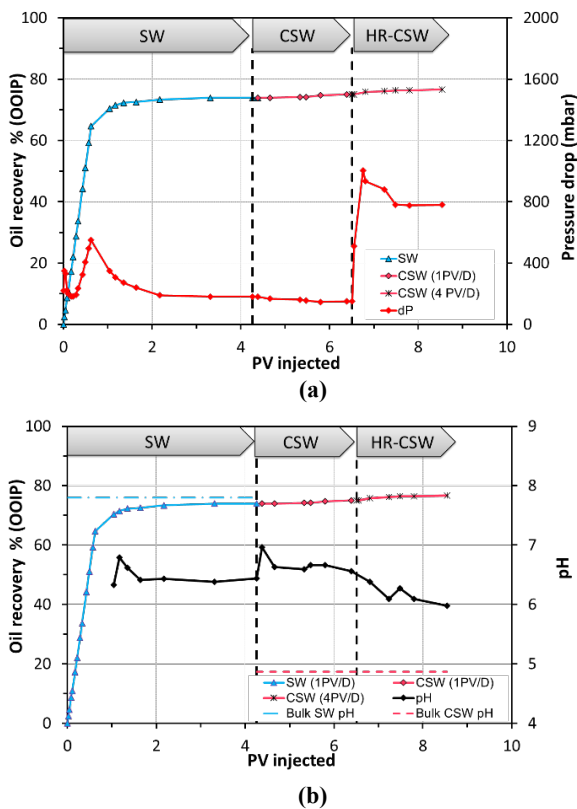 SW
CSW
HR-CSW
100
80
60
40
20
0
Oil recovery % (OOIP)
2000
1600
1200
800
400
0
Pressure drop (mbar)
SW
CSW (1PV/D)
CSW (4 PV/D)
dP
0
2
4
6
8
10
PV injected
(a)
SW
CSW
HR-CSW
100
80
60
40
20
0
Oil recovery % (OOIP)
9
8
7
6
5
4
pH
SW (1PV/D)
CSW (1PV/D)
CSW (4PV/D)
pH
Bulk SW pH
Bulk CSW pH
0
2
4
6
8
10
PV injected
(b)